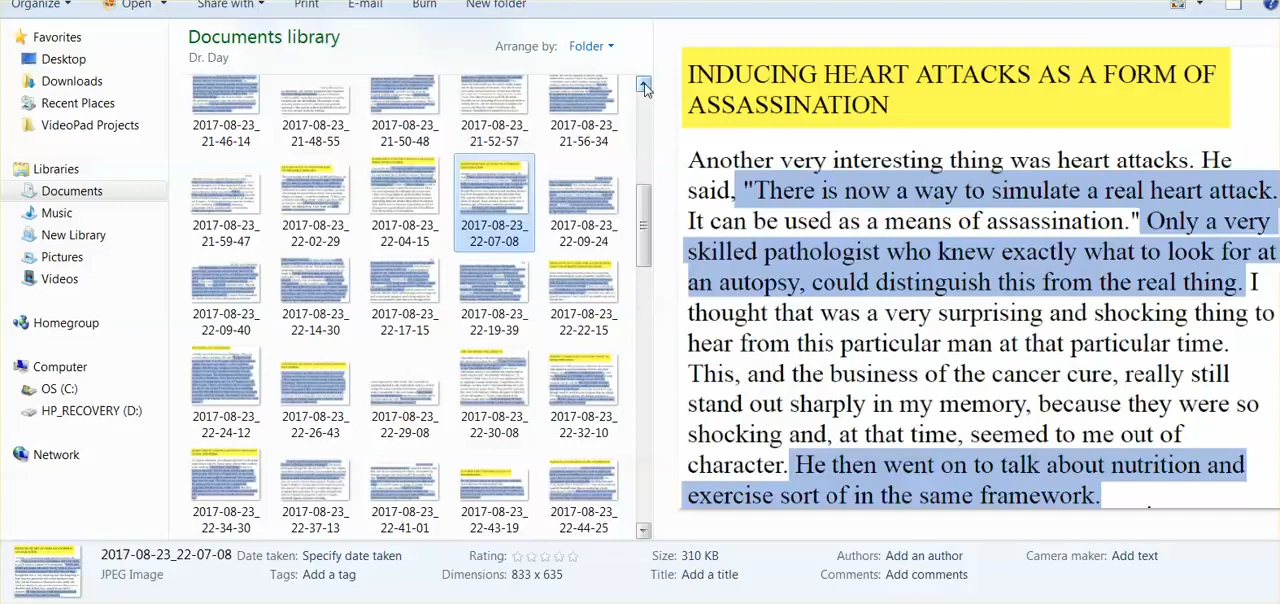 Organize
Open
Share with
Print
E-mail
Burn
New folder
Favorites
Desktop
Downloads
Recent Places
VideoPad Projects
Libraries
Documents
Music
New Library
Pictures
Videos
Homegroup
Computer
OS (C:)
HP_RECOVERY (D:)
Network
Documents library
Dr. Day
Arrange by: Folder
2017-08-23_ 2017-08-23_ 2017-08-23_ 2017-08-23_ 2017-08-23_
21-46-14 21-48-55 21-50-48 21-52-57 21-56-34
2017-08-23_ 2017-08-23_ 2017-08-23_ 2017-08-23_ 2017-08-23_
21-59-47 22-02-29 22-04-15 22-07-08 22-09-24
2017-08-23_ 2017-08-23_ 2017-08-23_ 2017-08-23_ 2017-08-23_
22-09-40 22-14-30 22-17-15 22-19-39 22-22-15
2017-08-23_ 2017-08-23_ 2017-08-23_ 2017-08-23_ 2017-08-23_
22-24-12 22-26-43 22-29-08 22-30-08 22-32-10
2017-08-23_ 2017-08-23_ 2017-08-23_ 2017-08-23_ 2017-08-23_
22-34-30 22-37-13 22-41-01 22-43-19 22-44-25
INDUCING HEART ATTACKS AS A FORM OF
ASSASSINATION
Another very interesting thing was heart attacks. He
said, "There is now a way to simulate a real heart attack.
It can be used as a means of assassination." Only a very
skilled pathologist who knew exactly what to look for at
an autopsy, could distinguish this from the real thing. I
thought that was a very surprising and shocking thing to
hear from this particular man at that particular time.
This, and the business of the cancer cure, really still
stand out sharply in my memory, because they were so
shocking and, at that time, seemed to me out of
character. He then went on to talk about nutrition and
exercise sort of in the same framework.
2017-08-23_22-07-08 Date taken: Specify date taken Rating: Size: 310 KB Authors: Add an author Camera maker: Add text
JPEG Image Tags: Add a tag Dimensions: 833 x 635 Title: Add a title Comments: Add comments